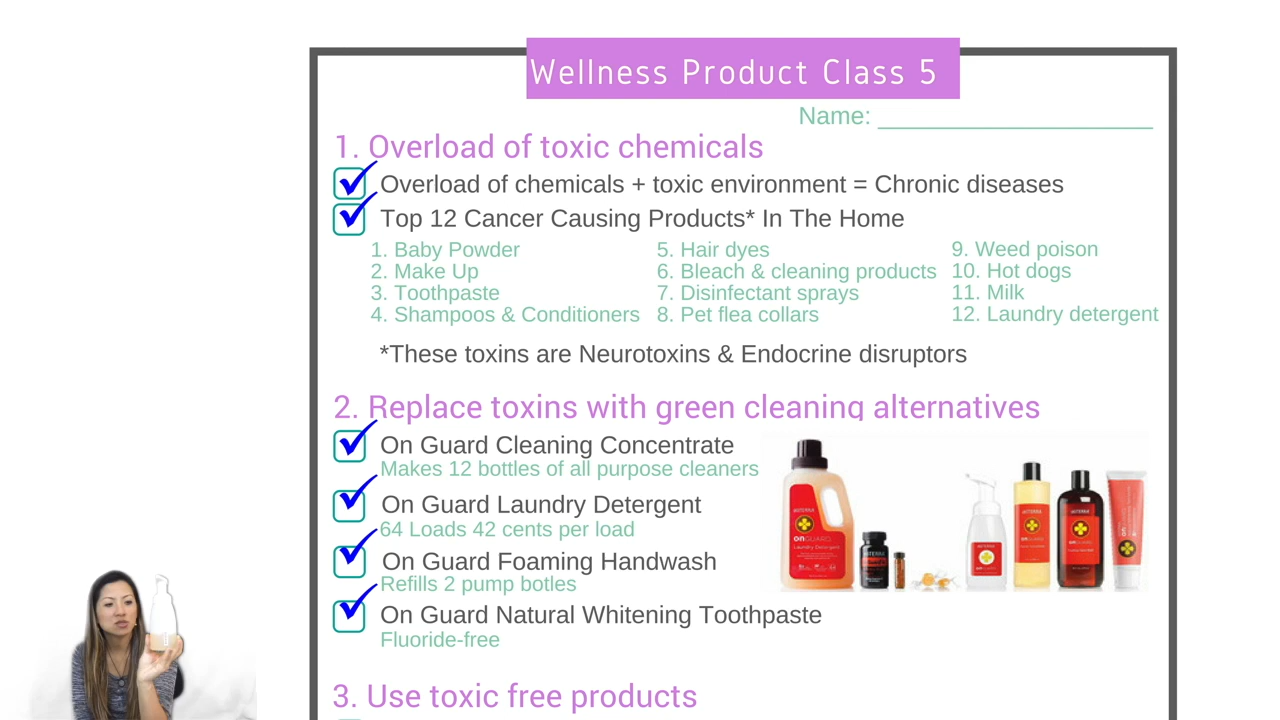 Wellness Product Class 5
Name: ____________________
1. Overload of toxic chemicals
Overload of chemicals + toxic environment = Chronic diseases
Top 12 Cancer Causing Products* In The Home
1. Baby Powder
2. Make Up
3. Toothpaste
4. Shampoos & Conditioners
5. Hair dyes
6. Bleach & cleaning products
7. Disinfectant sprays
8. Pet flea collars
9. Weed poison
10. Hot dogs
11. Milk
12. Laundry detergent
*These toxins are Neurotoxins & Endocrine disruptors
2. Replace toxins with green cleaning alternatives
On Guard Cleaning Concentrate
Makes 12 bottles of all purpose cleaners
On Guard Laundry Detergent
64 Loads 42 cents per load
On Guard Foaming Handwash
Refills 2 pump botles
On Guard Natural Whitening Toothpaste
Fluoride-free
dōTERRA
onGUARD
Laundry Detergent
3. Use toxic free products